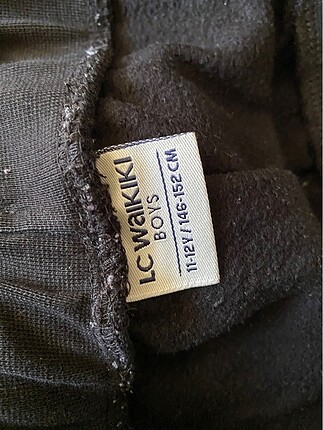 LC WAIKIKI
BOYS
11-12Y / 146-152 CM